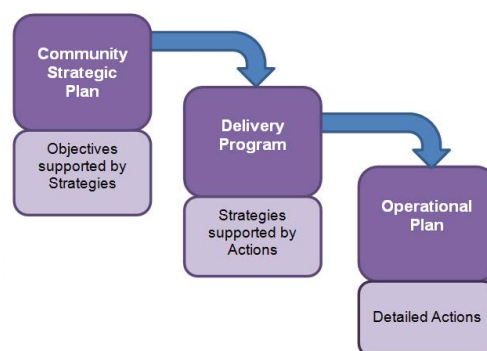 Community
Strategic
Plan
Objectives
supported by
Strategies
Delivery
Program
Strategies
supported by
Actions
Operational
Plan
Detailed Actions